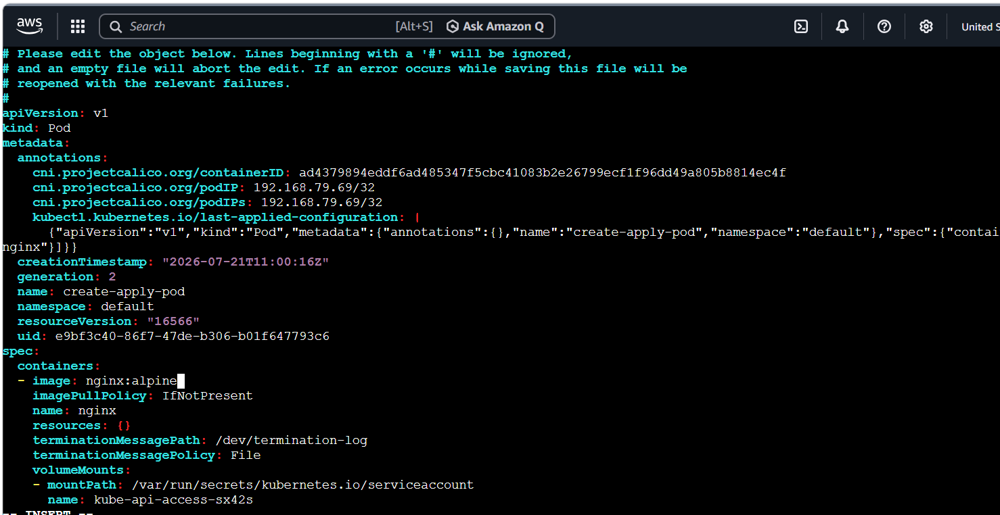 aws
Search [Alt+S] Ask Amazon Q United S
# Please edit the object below. Lines beginning with a '#' will be ignored,
# and an empty file will abort the edit. If an error occurs while saving this file will be
# reopened with the relevant failures.
#
apiVersion: v1
kind: Pod
metadata:
  annotations:
    cni.projectcalico.org/containerID: ad4379894eddf6ad485347f5cbc41083b2e26799ecf1f96dd49a805b8814ec4f
    cni.projectcalico.org/podIP: 192.168.79.69/32
    cni.projectcalico.org/podIPs: 192.168.79.69/32
    kubectl.kubernetes.io/last-applied-configuration: |
      {"apiVersion":"v1","kind":"Pod","metadata":{"annotations":{},"name":"create-apply-pod","namespace":"default"},"spec":{"contai
nginx"}]}}
  creationTimestamp: "2026-07-21T11:00:16Z"
  generation: 2
  name: create-apply-pod
  namespace: default
  resourceVersion: "16566"
  uid: e9bf3c40-86f7-47de-b306-b01f647793c6
spec:
  containers:
  - image: nginx:alpine
    imagePullPolicy: IfNotPresent
    name: nginx
    resources: {}
    terminationMessagePath: /dev/termination-log
    terminationMessagePolicy: File
    volumeMounts:
    - mountPath: /var/run/secrets/kubernetes.io/serviceaccount
      name: kube-api-access-sx42s
-- INSERT --